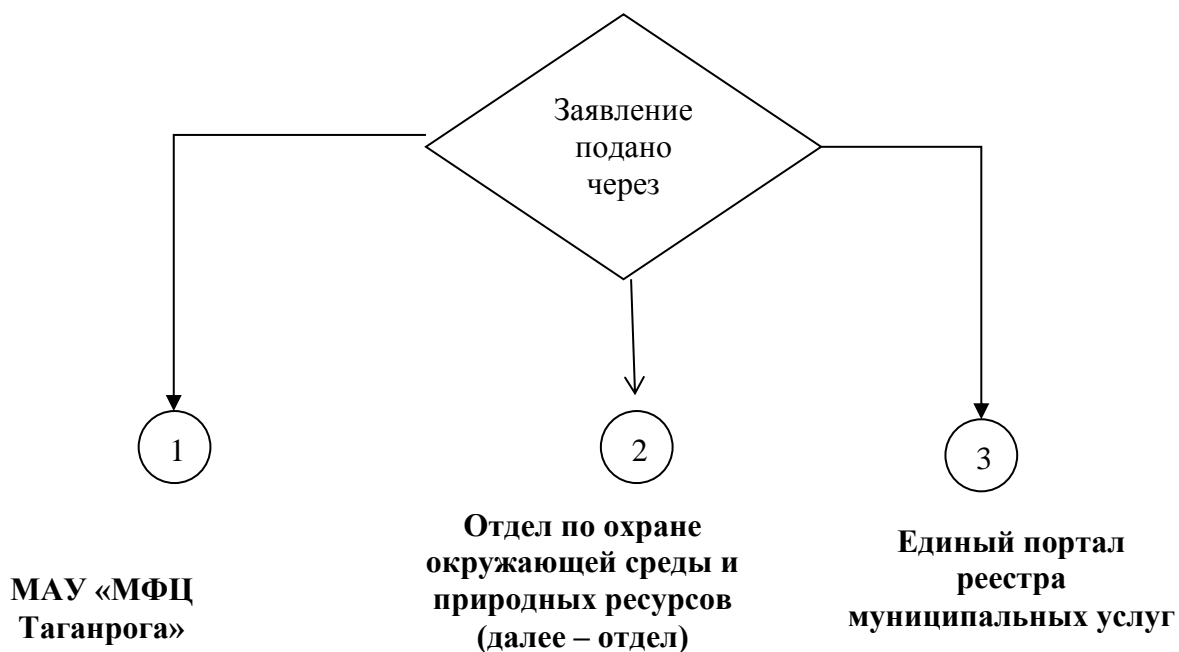 Заявление
подано
через
1
2
3
МАУ «МФЦ
Таганрога»
Отдел по охране
окружающей среды и
природных ресурсов
(далее – отдел)
Единый портал
реестра
муниципальных услуг